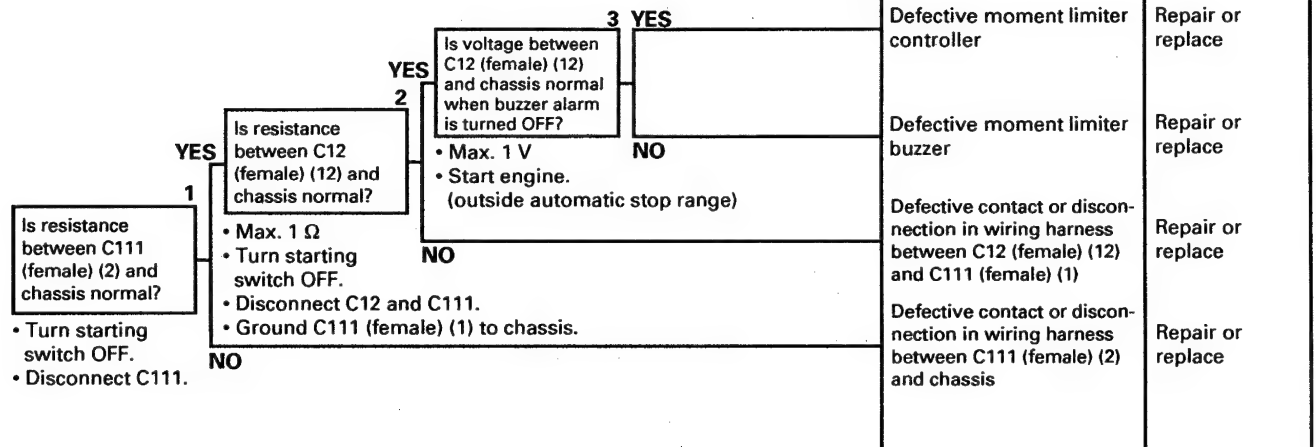 1
Is resistance
between C111
(female) (2) and
chassis normal?
• Turn starting
switch OFF.
• Disconnect C111.
YES
NO
2
Is resistance
between C12
(female) (12) and
chassis normal?
• Max. 1 Ω
• Turn starting
switch OFF.
• Disconnect C12 and C111.
• Ground C111 (female) (1) to chassis.
YES
NO
3
Is voltage between
C12 (female) (12)
and chassis normal
when buzzer alarm
is turned OFF?
• Max. 1 V
• Start engine.
(outside automatic stop range)
YES
NO
Defective moment limiter
controller
Repair or
replace
Defective moment limiter
buzzer
Repair or
replace
Defective contact or discon-
nection in wiring harness
between C12 (female) (12)
and C111 (female) (1)
Repair or
replace
Defective contact or discon-
nection in wiring harness
between C111 (female) (2)
and chassis
Repair or
replace